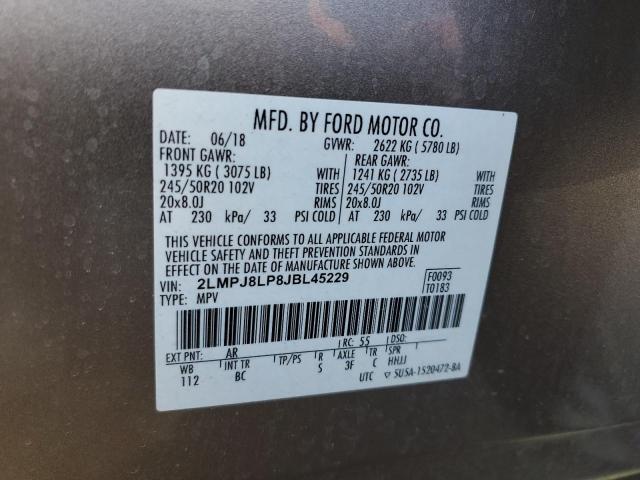 MFD. BY FORD MOTOR CO.
DATE: 06/18 GVWR: 2622 KG ( 5780 LB)
FRONT GAWR: REAR GAWR:
1395 KG ( 3075 LB) 1241 KG ( 2735 LB)
245/50R20 102V TIRES 245/50R20 102V TIRES
20x8.0J RIMS 20x8.0J RIMS
AT 230 kPa/ 33 PSI COLD AT 230 kPa/ 33 PSI COLD
THIS VEHICLE CONFORMS TO ALL APPLICABLE FEDERAL MOTOR
VEHICLE SAFETY AND THEFT PREVENTION STANDARDS IN
EFFECT ON THE DATE OF MANUFACTURE SHOWN ABOVE.
VIN: 2LMPJ8LP8JBL45229 F0093
TYPE: MPV T0183
EXT PNT: AR RC: 55 DSO:
WB INT TR TP/PS R AXLE TR SPR
112 BC S 3F C HHJJ
UTC ▽ 5U5A-1520472-BA